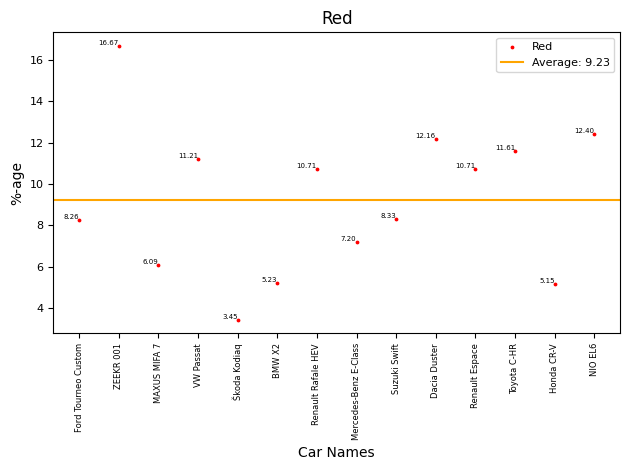 Red
16.67
Red
Average: 9.23
16
14
12
10
8
6
4
%-age
8.26
6.09
11.21
3.45
5.23
10.71
7.20
8.33
12.16
10.71
11.61
5.15
12.40
Ford Tourneo Custom
ZEEKR 001
MAXUS MIFA 7
VW Passat
Škoda Kodiaq
BMW X2
Renault Rafale HEV
Mercedes-Benz E-Class
Suzuki Swift
Dacia Duster
Renault Espace
Toyota C-HR
Honda CR-V
NIO EL6
Car Names